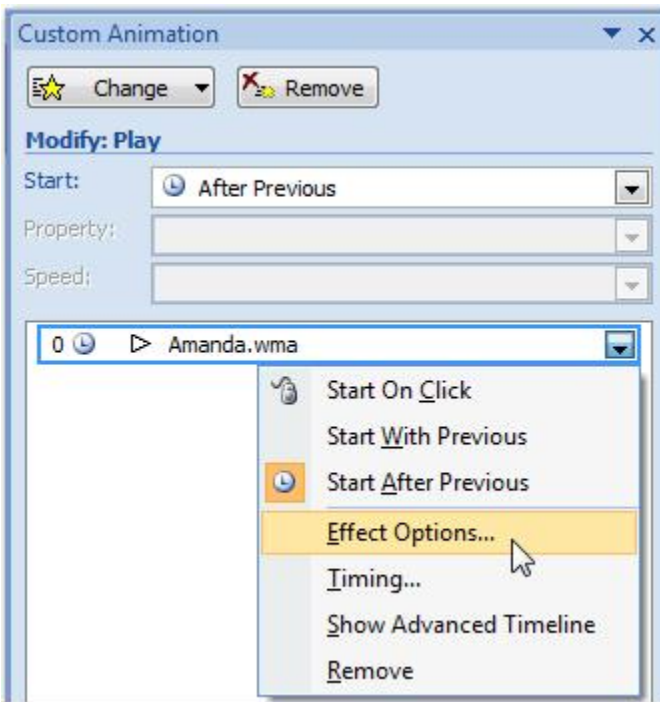 Custom Animation
Change Remove
Modify: Play
Start: After Previous
Property:
Speed:
0 Amanda.wma
Start On Click
Start With Previous
Start After Previous
Effect Options...
Timing...
Show Advanced Timeline
Remove